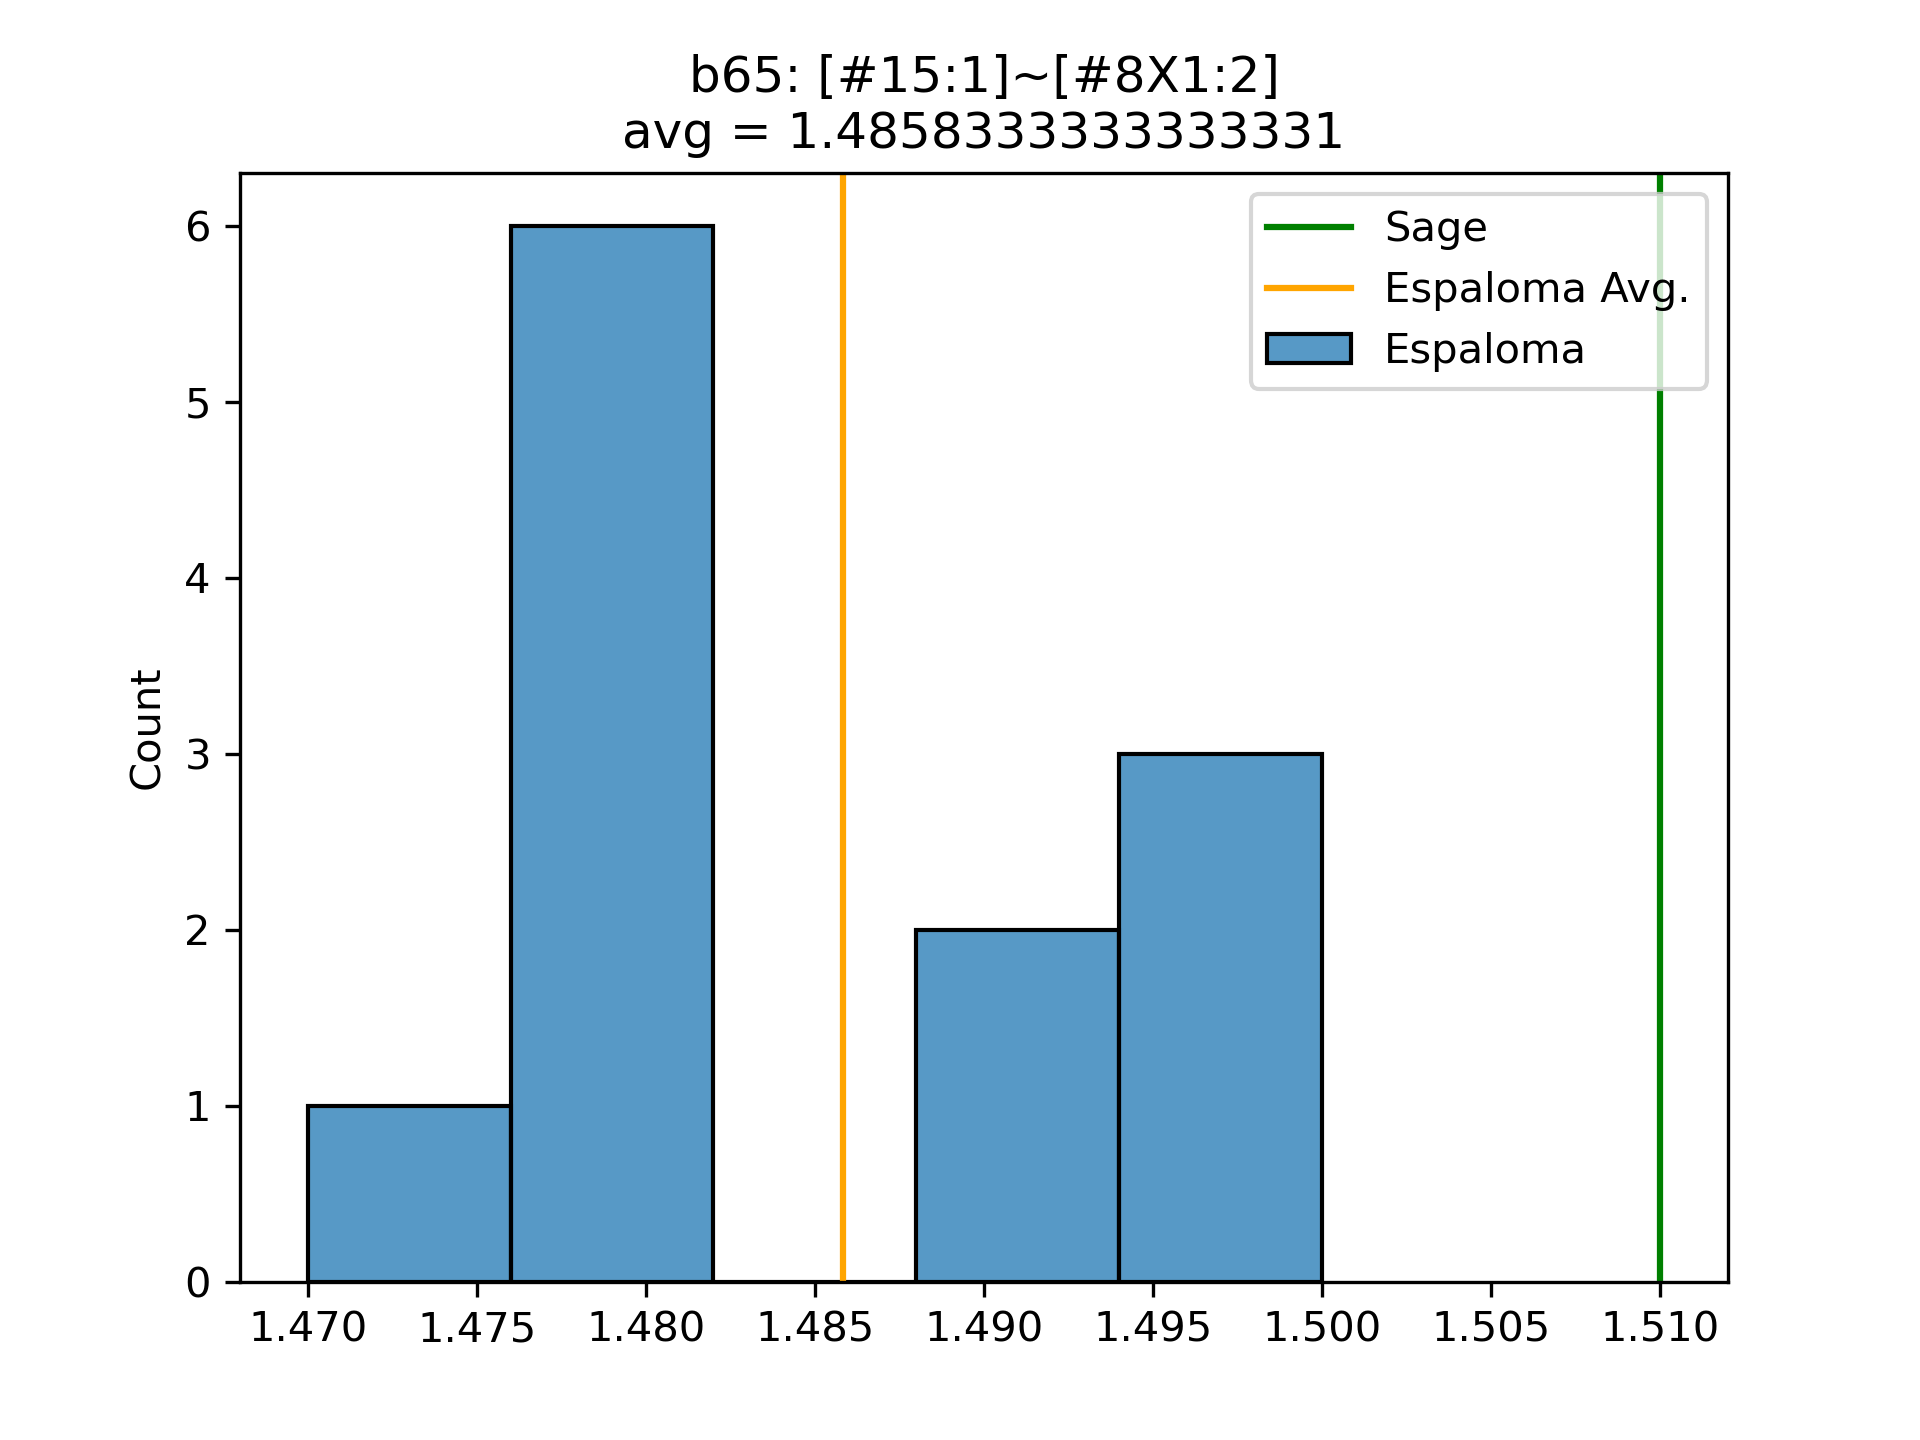 b65: [#15:1]~[#8X1:2]
avg = 1.4858333333333331
Sage
Espaloma Avg.
Espaloma
6
5
4
3
2
1
0
Count
1.470 1.475 1.480 1.485 1.490 1.495 1.500 1.505 1.510